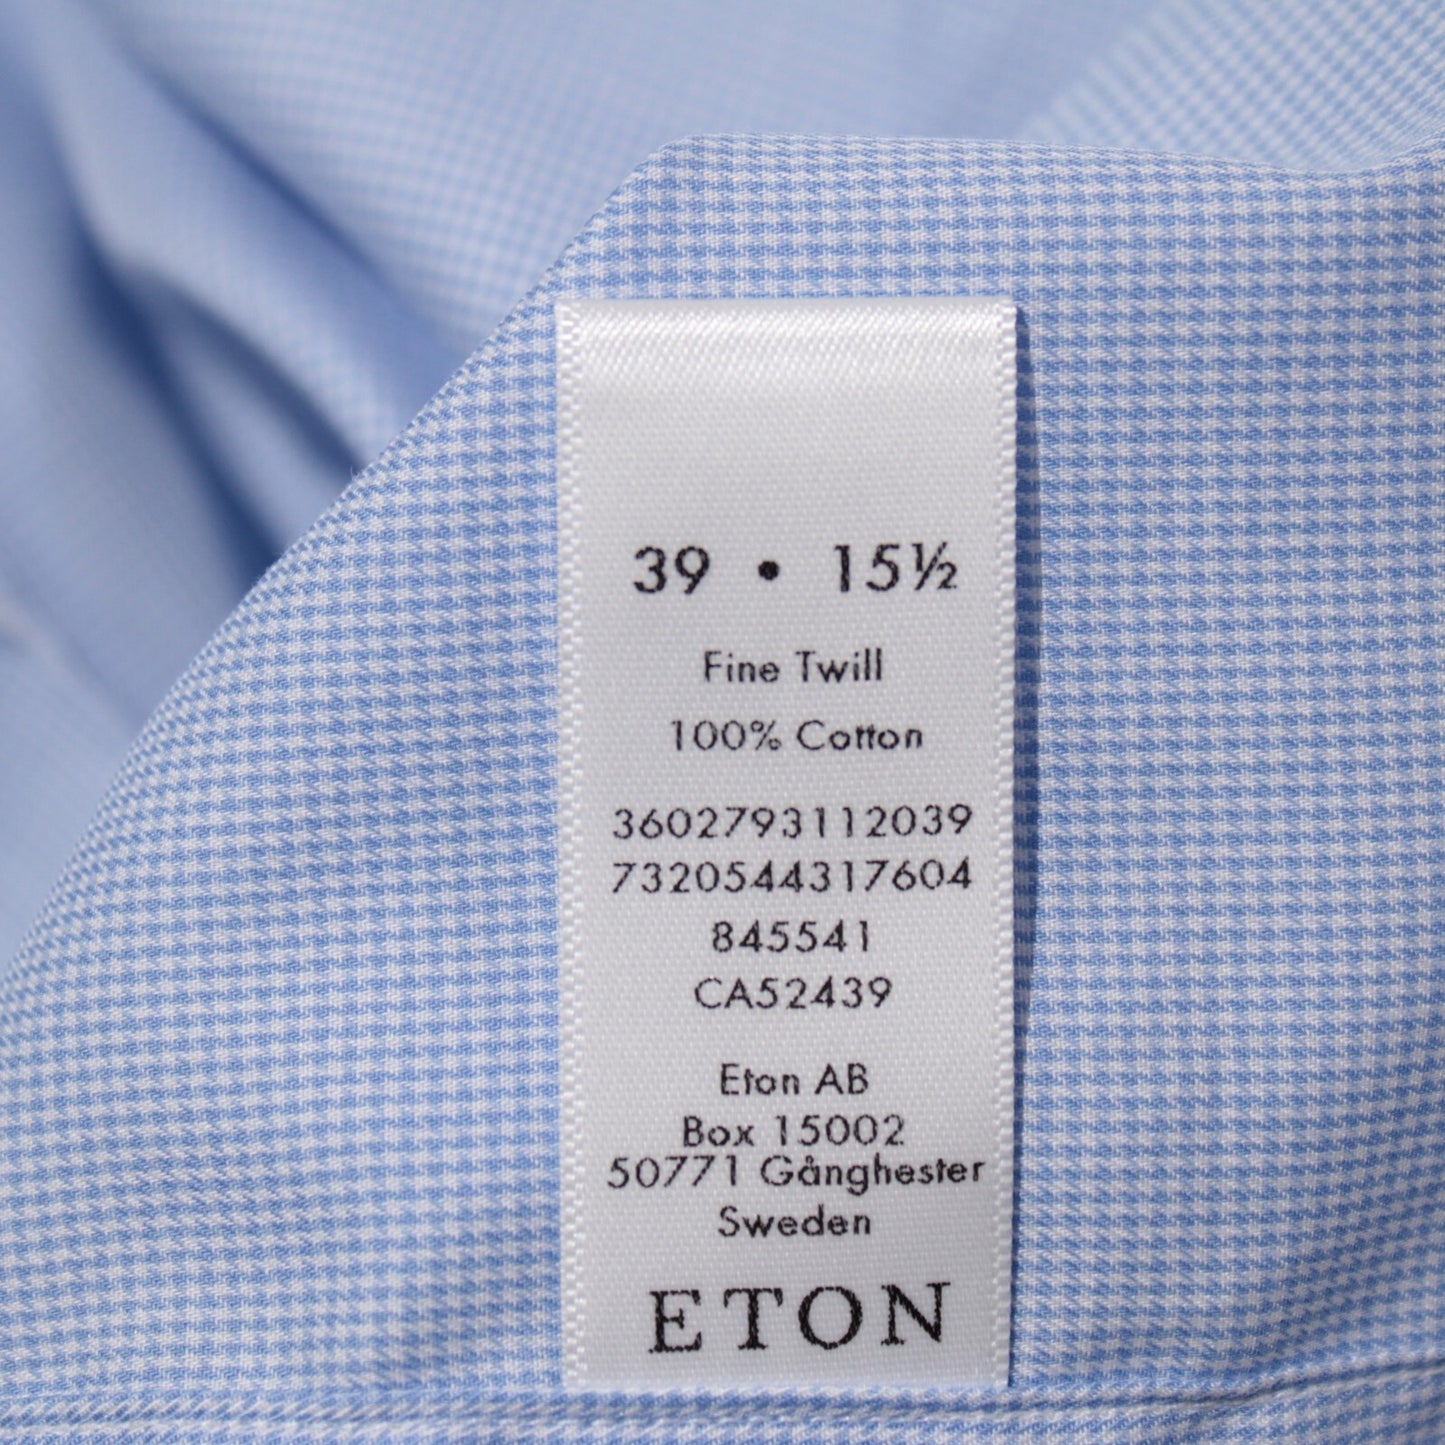 39 • 15½
Fine Twill
100% Cotton
3602793112039
7320544317604
845541
CA52439
Eton AB
Box 15002
50771 Gånghester
Sweden
ETON